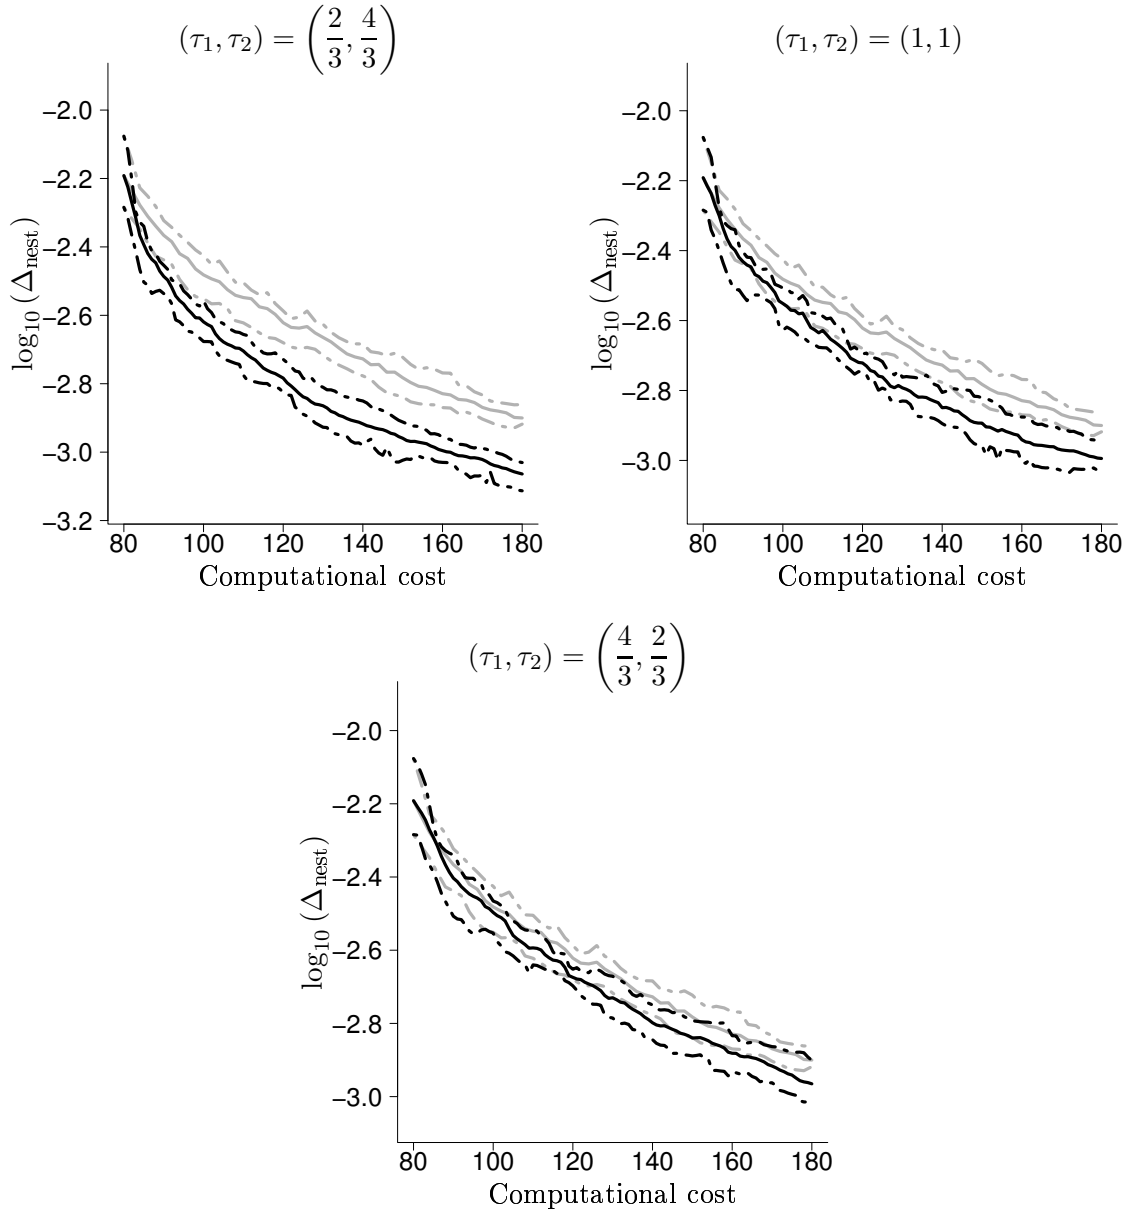 (τ₁, τ₂) = (2/3, 4/3)
−2.0
−2.2
−2.4
−2.6
−2.8
−3.0
−3.2
log₁₀ (Δnest)
80 100 120 140 160 180
Computational cost
(τ₁, τ₂) = (1, 1)
−2.0
−2.2
−2.4
−2.6
−2.8
−3.0
log₁₀ (Δnest)
80 100 120 140 160 180
Computational cost
(τ₁, τ₂) = (4/3, 2/3)
−2.0
−2.2
−2.4
−2.6
−2.8
−3.0
log₁₀ (Δnest)
80 100 120 140 160 180
Computational cost